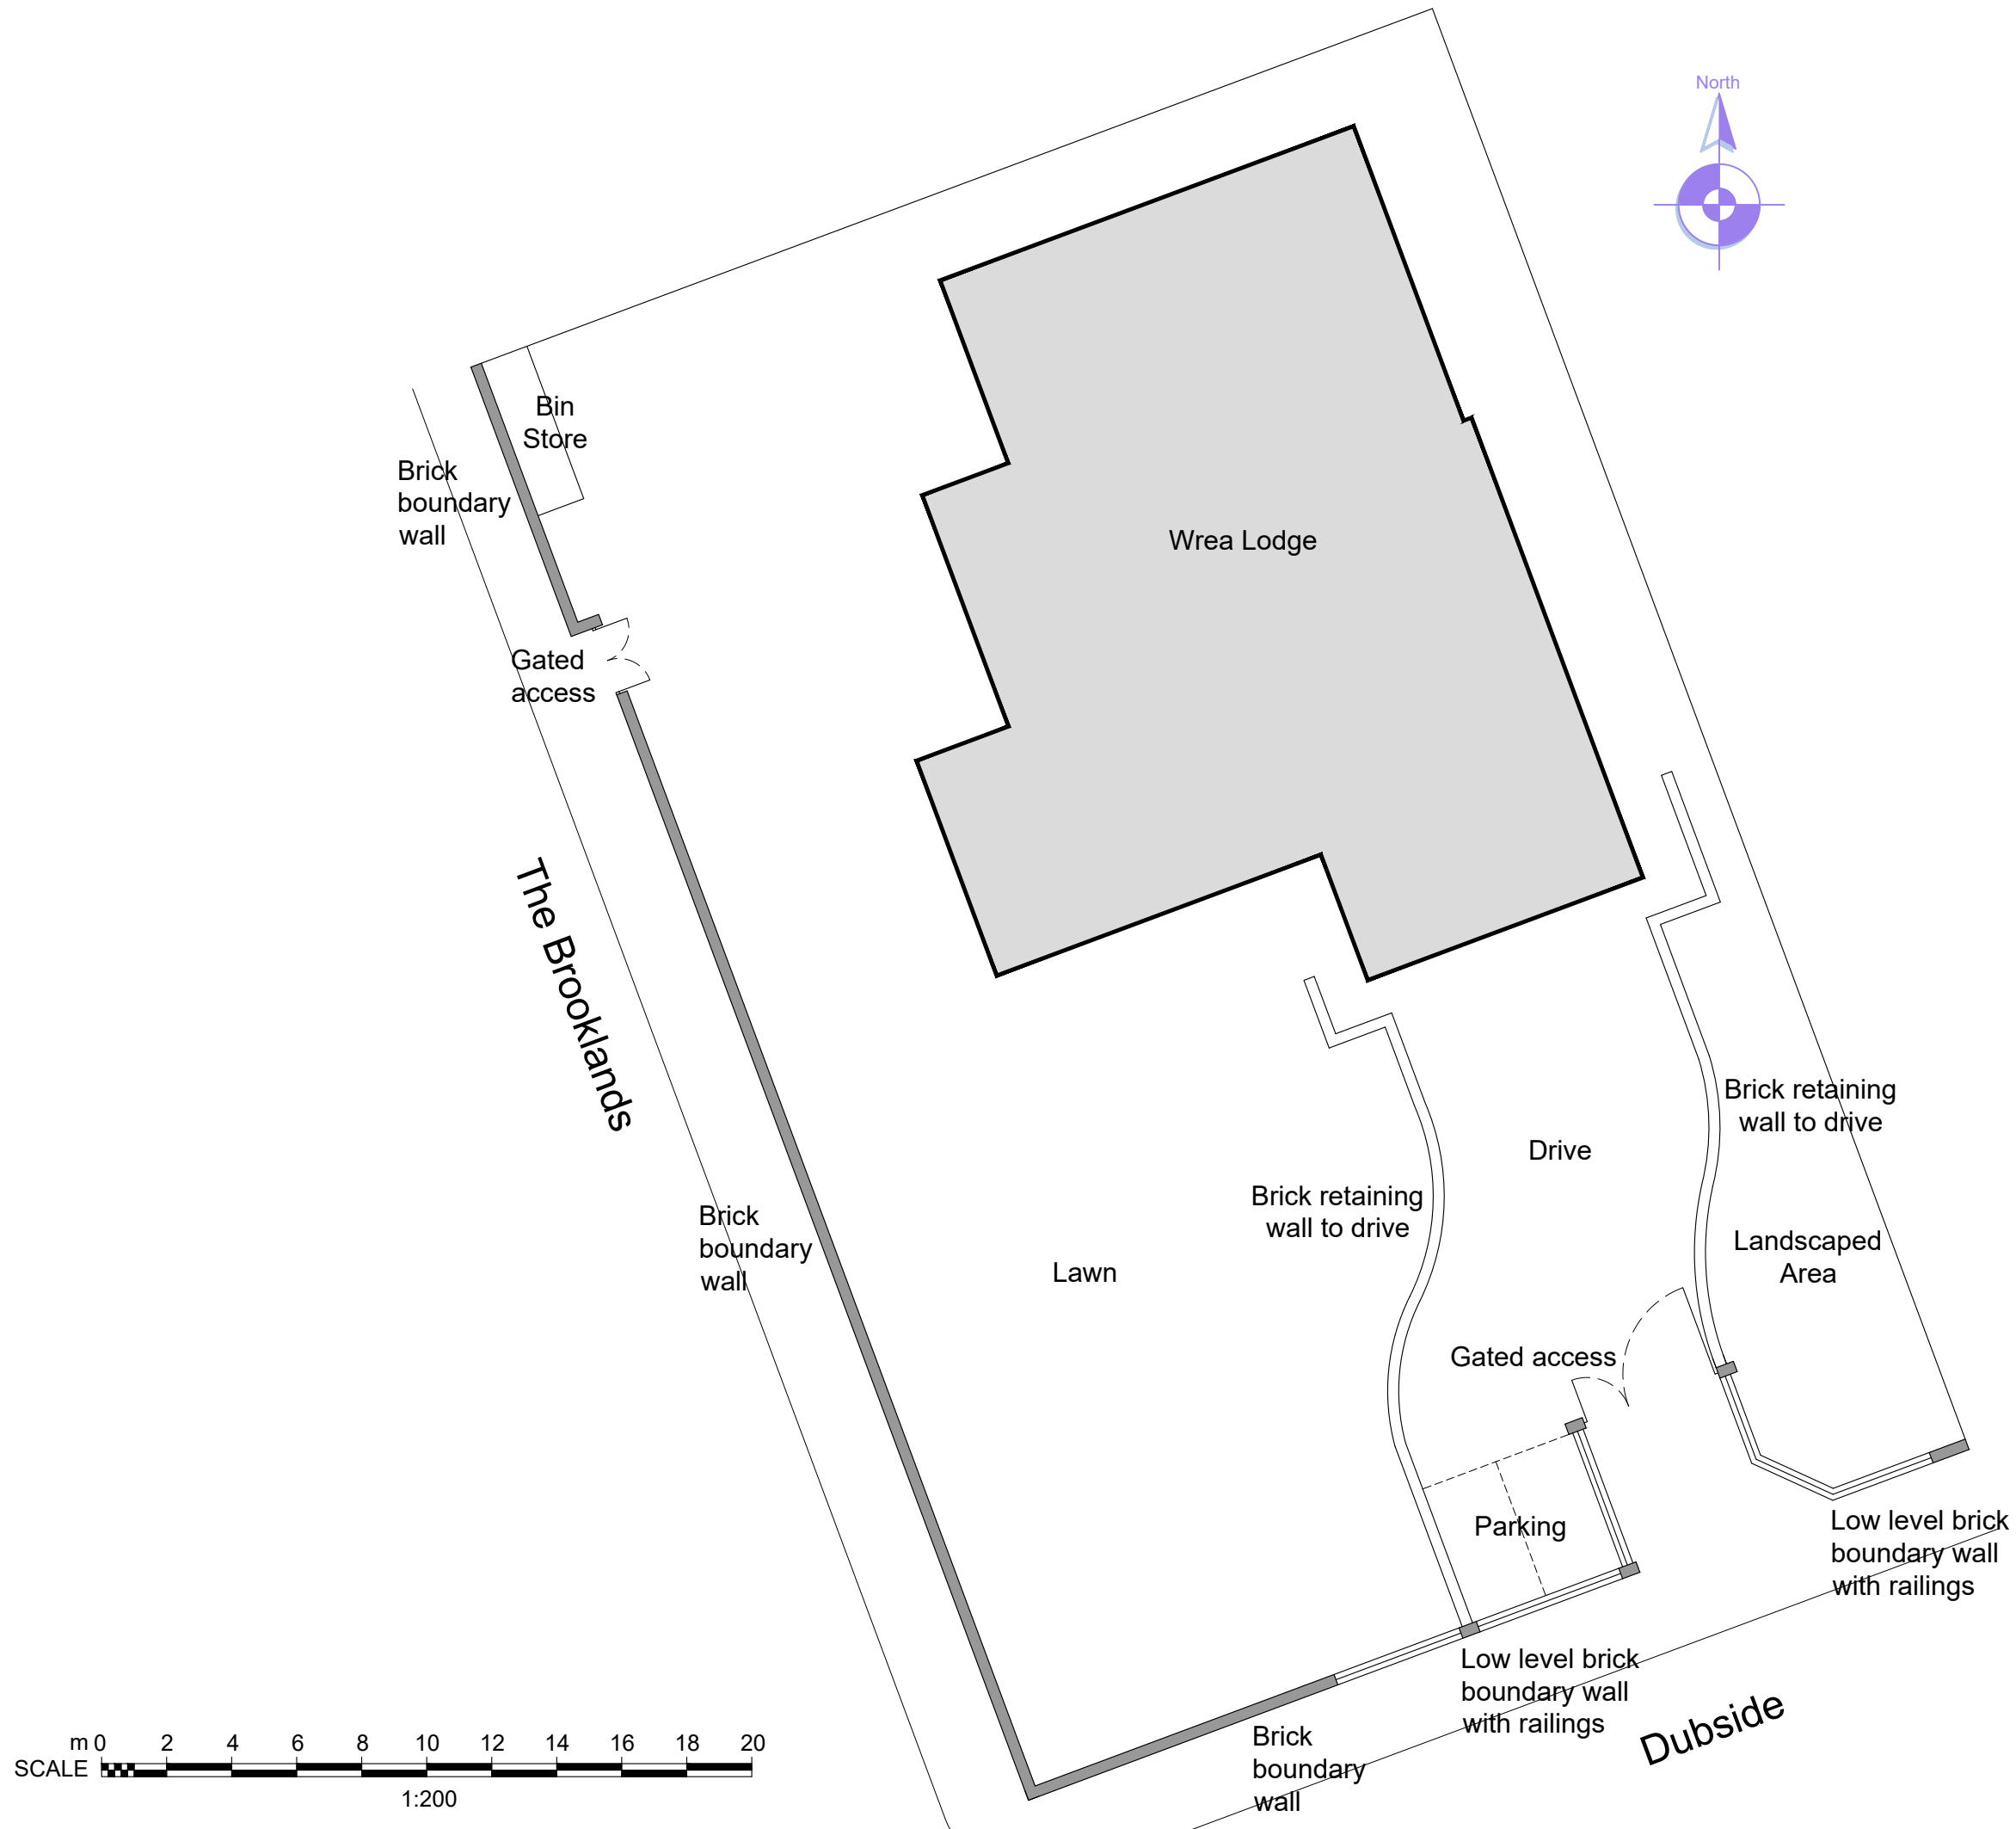 North
Bin
Store
Brick
boundary
wall
Wrea Lodge
Gated
access
The Brooklands
Brick retaining
wall to drive
Drive
Brick retaining
wall to drive
Brick
boundary
wall
Landscaped
Area
Lawn
Gated access
Parking
Low level brick
boundary wall
with railings
Low level brick
boundary wall
with railings
Dubside
Brick
boundary
wall
m 0 2 4 6 8 10 12 14 16 18 20
SCALE
1:200